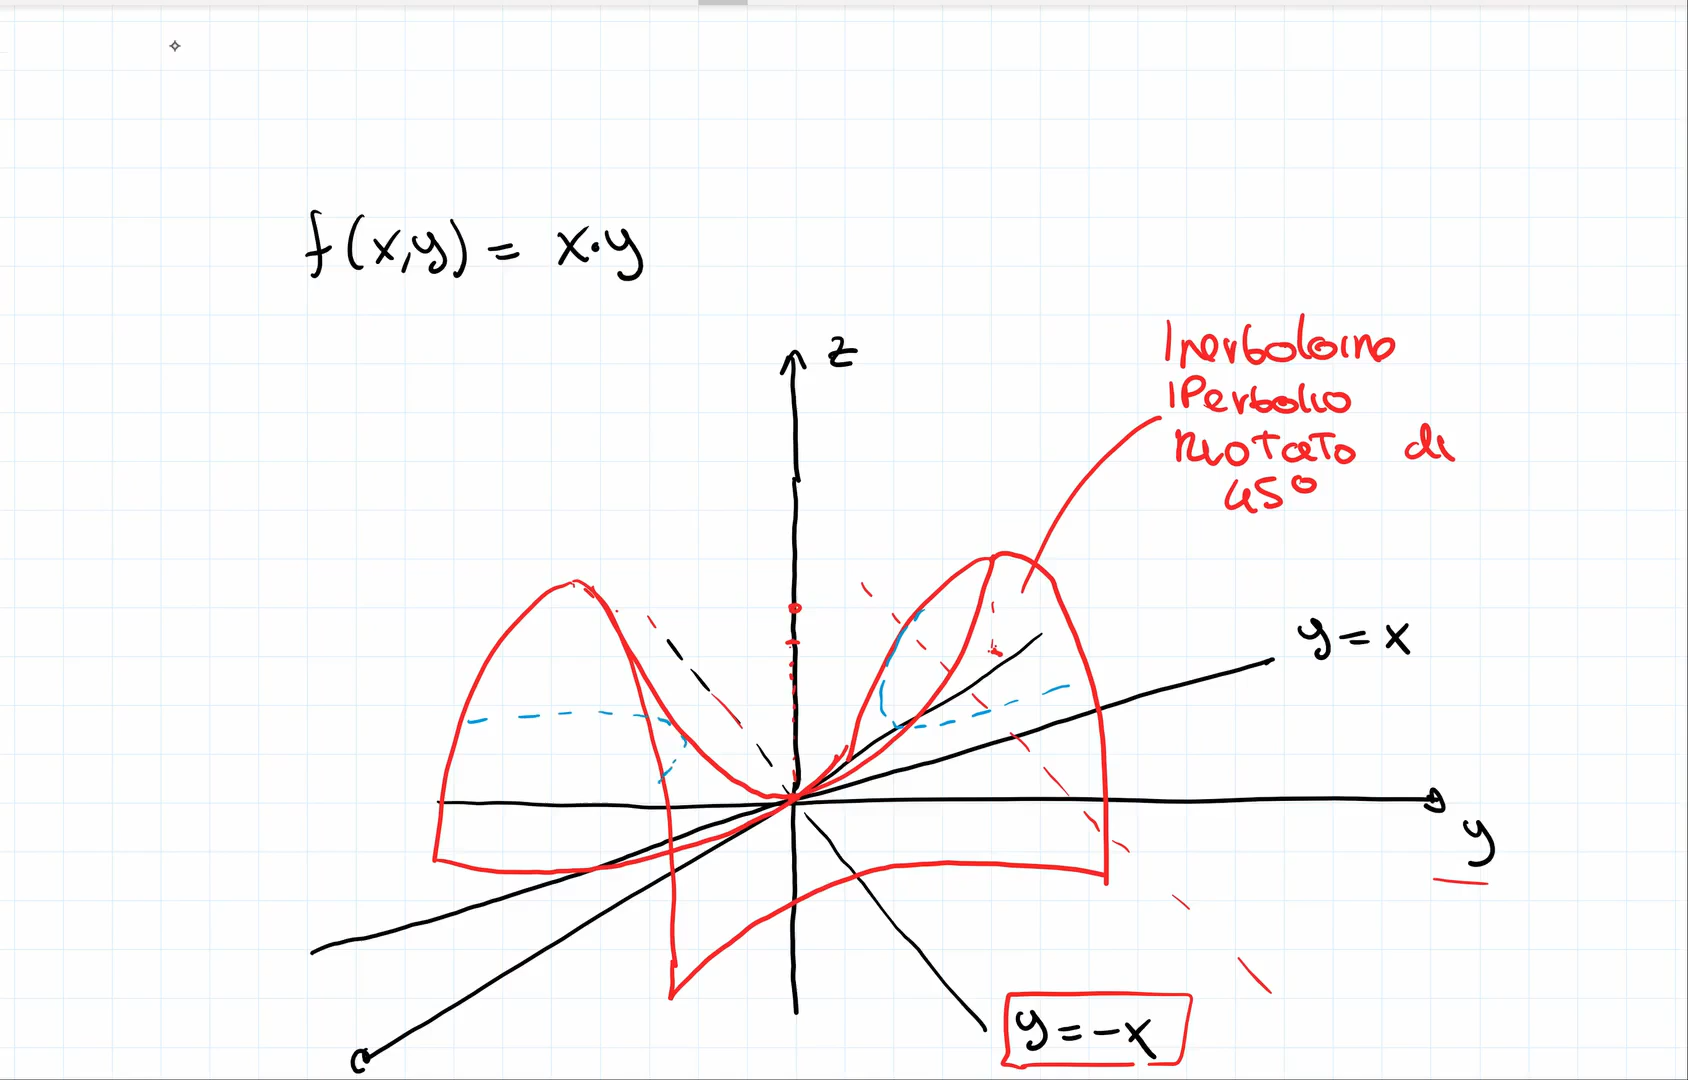 f(x,y) = x·y
z
Iperboloino
IPerbolio
Ruotato di
45°
y = x
y
y = -x